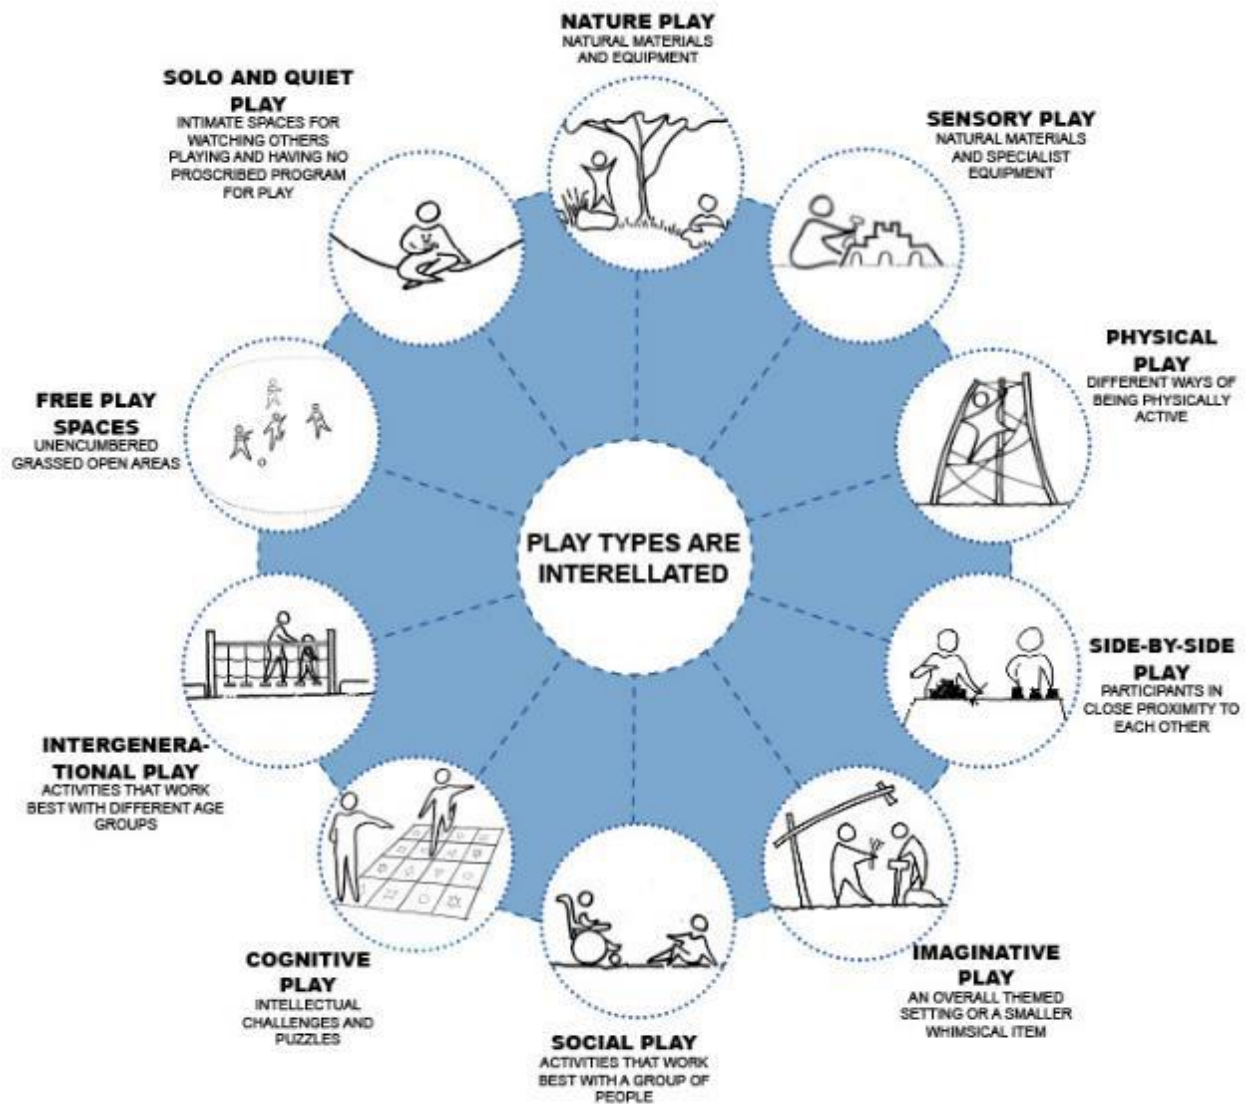 NATURE PLAY
NATURAL MATERIALS
AND EQUIPMENT
SENSORY PLAY
NATURAL MATERIALS
AND SPECIALIST
EQUIPMENT
PHYSICAL
PLAY
DIFFERENT WAYS OF
BEING PHYSICALLY
ACTIVE
SIDE-BY-SIDE
PLAY
PARTICIPANTS IN
CLOSE PROXIMITY TO
EACH OTHER
IMAGINATIVE
PLAY
AN OVERALL THEMED
SETTING OR A SMALLER
WHIMSICAL ITEM
SOCIAL PLAY
ACTIVITIES THAT WORK
BEST WITH A GROUP OF
PEOPLE
COGNITIVE
PLAY
INTELLECTUAL
CHALLENGES AND
PUZZLES
INTERGENERA-
TIONAL PLAY
ACTIVITIES THAT WORK
BEST WITH DIFFERENT AGE
GROUPS
FREE PLAY
SPACES
UNENCUMBERED
GRASSED OPEN AREAS
SOLO AND QUIET
PLAY
INTIMATE SPACES FOR
WATCHING OTHERS
PLAYING AND HAVING NO
PROSCRIBED PROGRAM
FOR PLAY
PLAY TYPES ARE
INTERELLATED